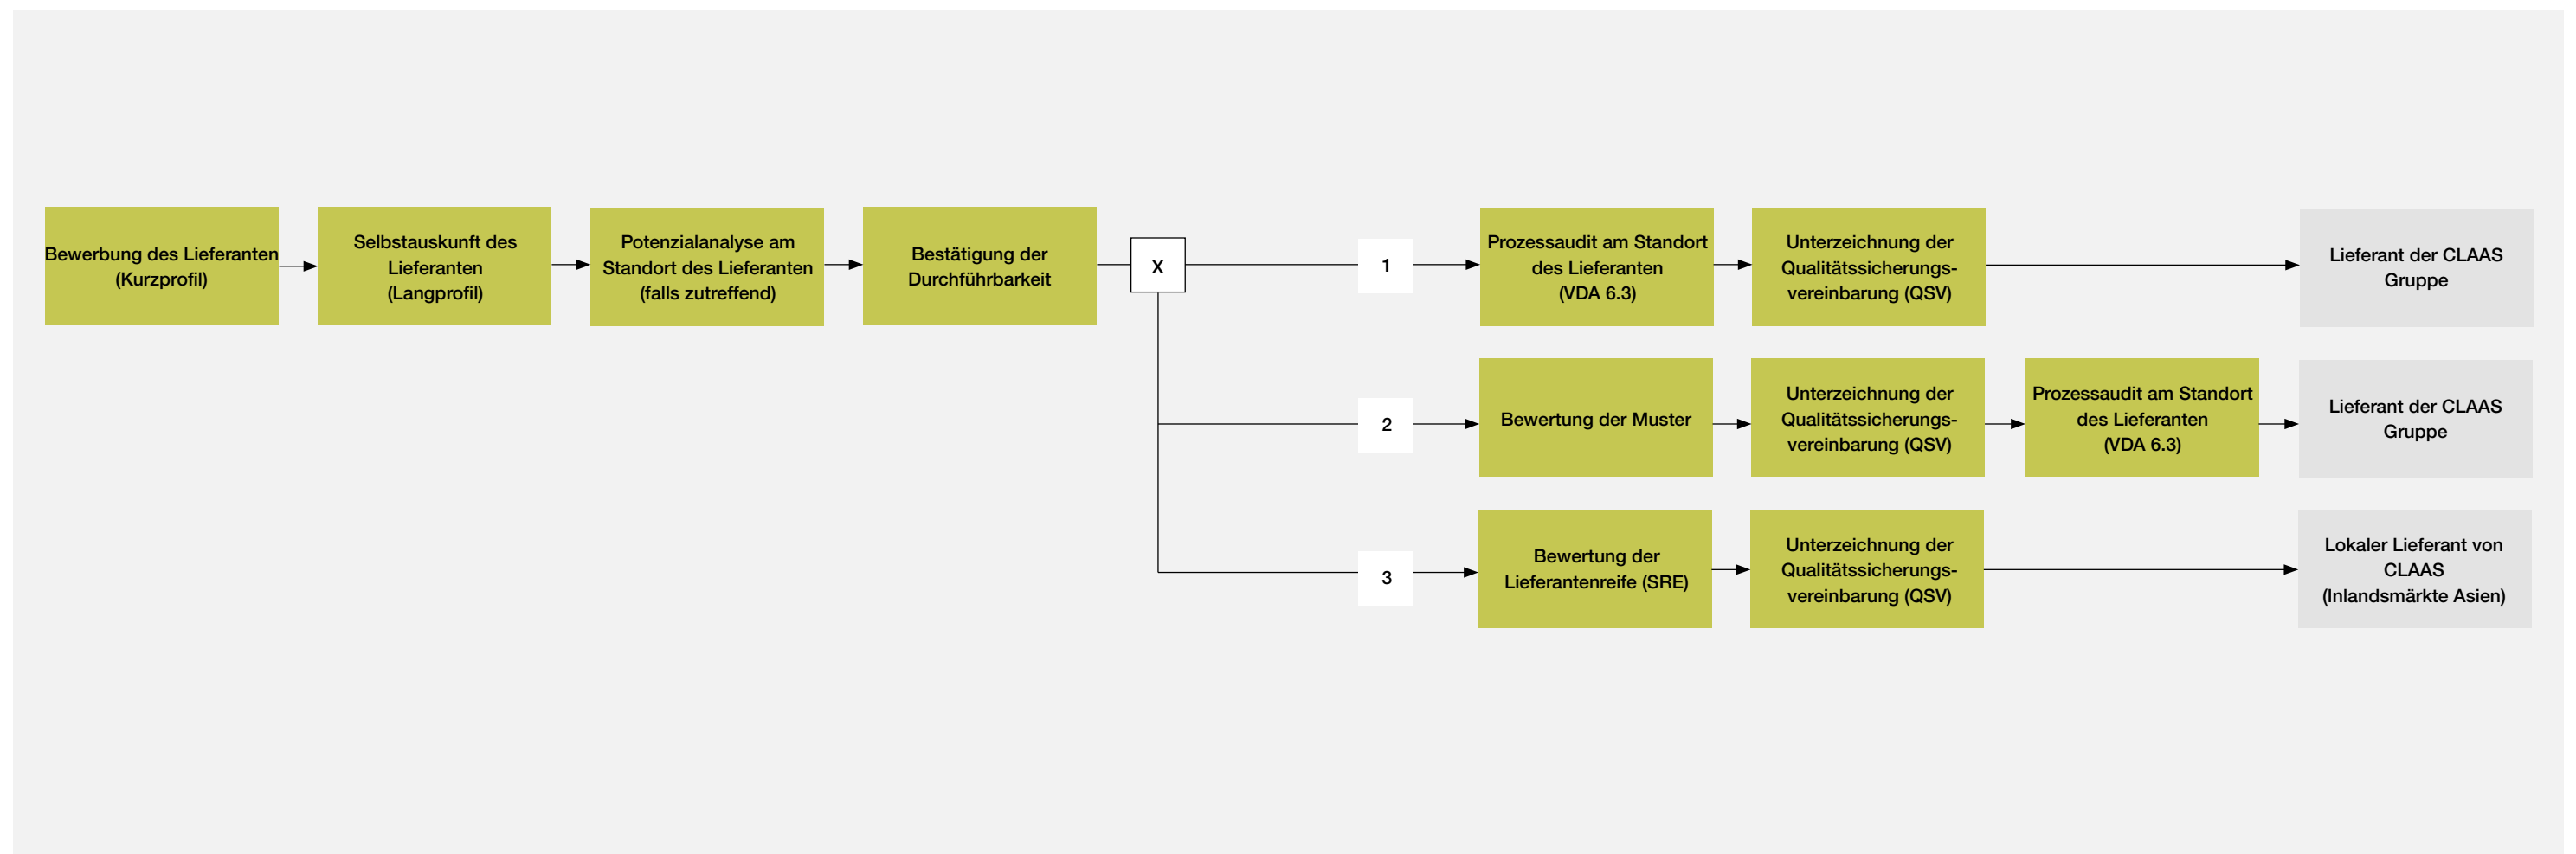 Bewerbung des Lieferanten
(Kurzprofil)
Selbstauskunft des
Lieferanten
(Langprofil)
Potenzialanalyse am
Standort des Lieferanten
(falls zutreffend)
Bestätigung der
Durchführbarkeit
X
1
Prozessaudit am Standort
des Lieferanten
(VDA 6.3)
Unterzeichnung der
Qualitätssicherungs-
vereinbarung (QSV)
Lieferant der CLAAS
Gruppe
2
Bewertung der Muster
Unterzeichnung der
Qualitätssicherungs-
vereinbarung (QSV)
Prozessaudit am Standort
des Lieferanten
(VDA 6.3)
Lieferant der CLAAS
Gruppe
3
Bewertung der
Lieferantenreife (SRE)
Unterzeichnung der
Qualitätssicherungs-
vereinbarung (QSV)
Lokaler Lieferant von
CLAAS
(Inlandsmärkte Asien)